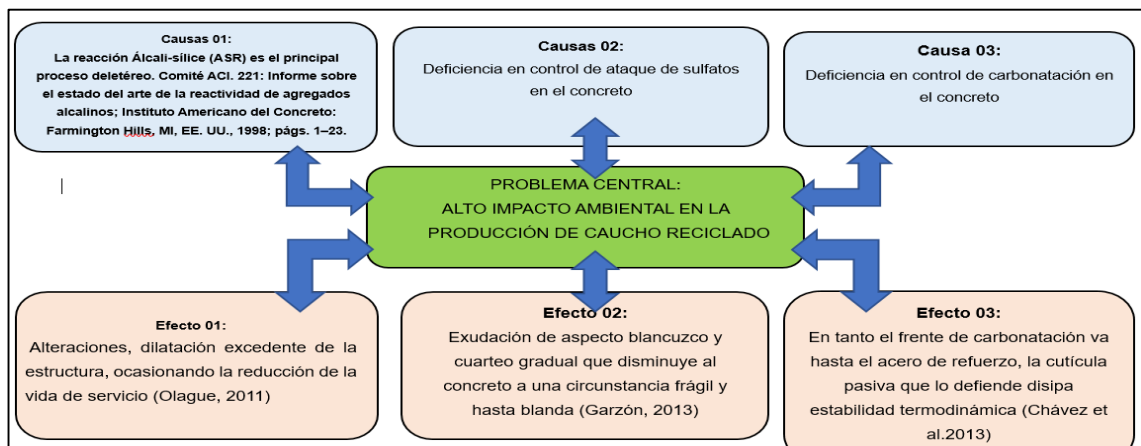 Causas 01:
La reacción Álcali-sílice (ASR) es el principal
proceso deletéreo. Comité ACI. 221: Informe sobre
el estado del arte de la reactividad de agregados
alcalinos; Instituto Americano del Concreto:
Farmington Hills, MI, EE. UU., 1998; págs. 1–23.
Causas 02:
Deficiencia en control de ataque de sulfatos
en el concreto
Causa 03:
Deficiencia en control de carbonatación en
el concreto
PROBLEMA CENTRAL:
ALTO IMPACTO AMBIENTAL EN LA
PRODUCCIÓN DE CAUCHO RECICLADO
Efecto 01:
Alteraciones, dilatación excedente de la
estructura, ocasionando la reducción de la
vida de servicio (Olague, 2011)
Efecto 02:
Exudación de aspecto blancuzco y
cuarteo gradual que disminuye al
concreto a una circunstancia frágil y
hasta blanda (Garzón, 2013)
Efecto 03:
En tanto el frente de carbonatación va
hasta el acero de refuerzo, la cutícula
pasiva que lo defiende disipa
estabilidad termodinámica (Chávez et
al.2013)